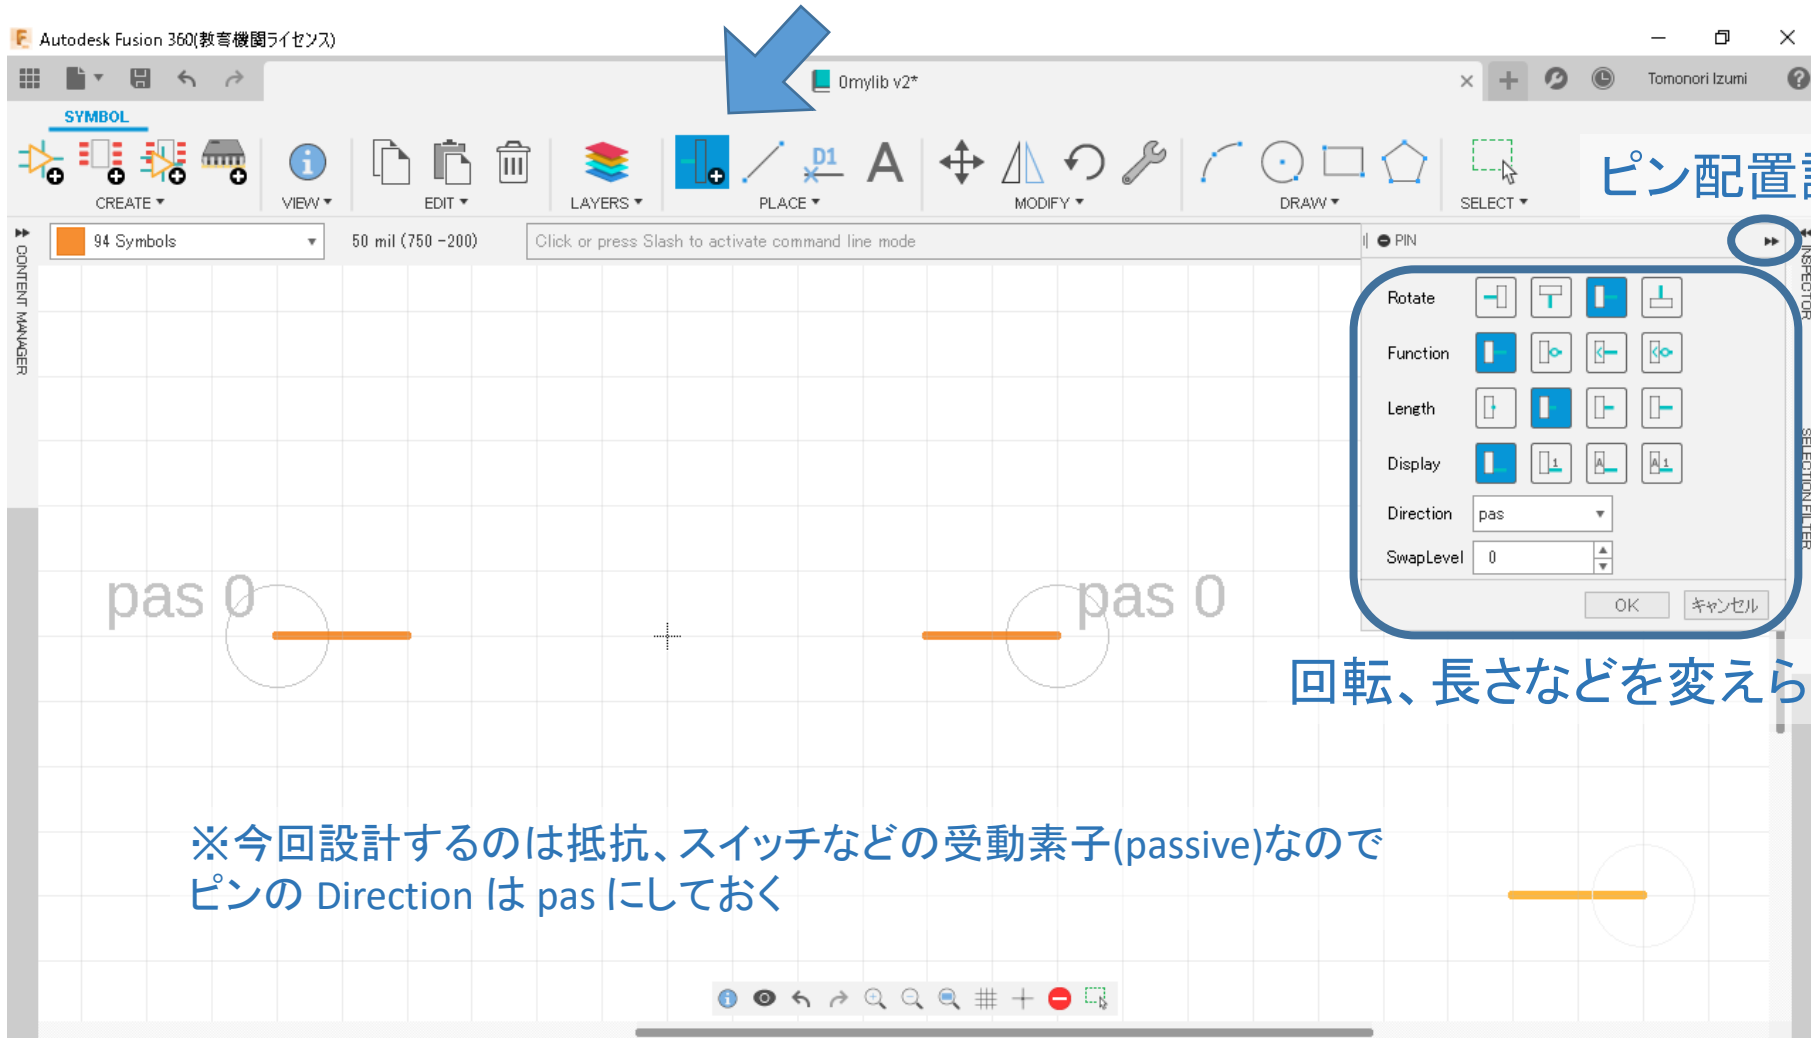 Autodesk Fusion 360(教育機関ライセンス)
0mylib v2*
Tomonori Izumi
SYMBOL
D1
A
ピン配置
CREATE
VIEW
EDIT
LAYERS
PLACE
MODIFY
DRAW
SELECT
94 Symbols
50 mil (750 -200)
Click or press Slash to activate command line mode
PIN
CONTENT MANAGER
INSPECTOR
SELECTION FILTER
Rotate
Function
Length
Display
1
A
A 1
Direction
pas
SwapLevel
0
OK
キャンセル
pas 0
pas 0
回転、長さなどを変えら
※今回設計するのは抵抗、スイッチなどの受動素子(passive)なので
ピンの Direction は pas にしておく